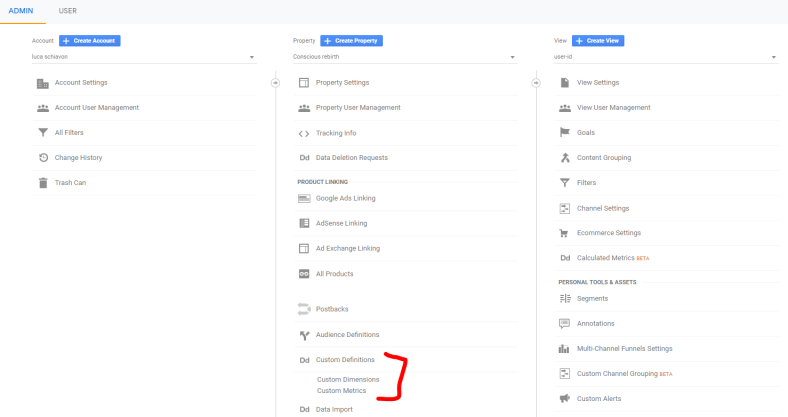 ADMIN USER
Account + Create Account
luca schiavon
Account Settings
Account User Management
All Filters
Change History
Trash Can
Property + Create Property
Conscious rebirth
Property Settings
Property User Management
Tracking Info
Dd Data Deletion Requests
PRODUCT LINKING
Google Ads Linking
AdSense Linking
Ad Exchange Linking
All Products
Postbacks
Audience Definitions
Dd Custom Definitions
Custom Dimensions
Custom Metrics
Dd Data Import
View + Create View
user-id
View Settings
View User Management
Goals
Content Grouping
Filters
Channel Settings
Ecommerce Settings
Dd Calculated Metrics BETA
PERSONAL TOOLS & ASSETS
Segments
Annotations
Multi-Channel Funnels Settings
Custom Channel Grouping BETA
Custom Alerts